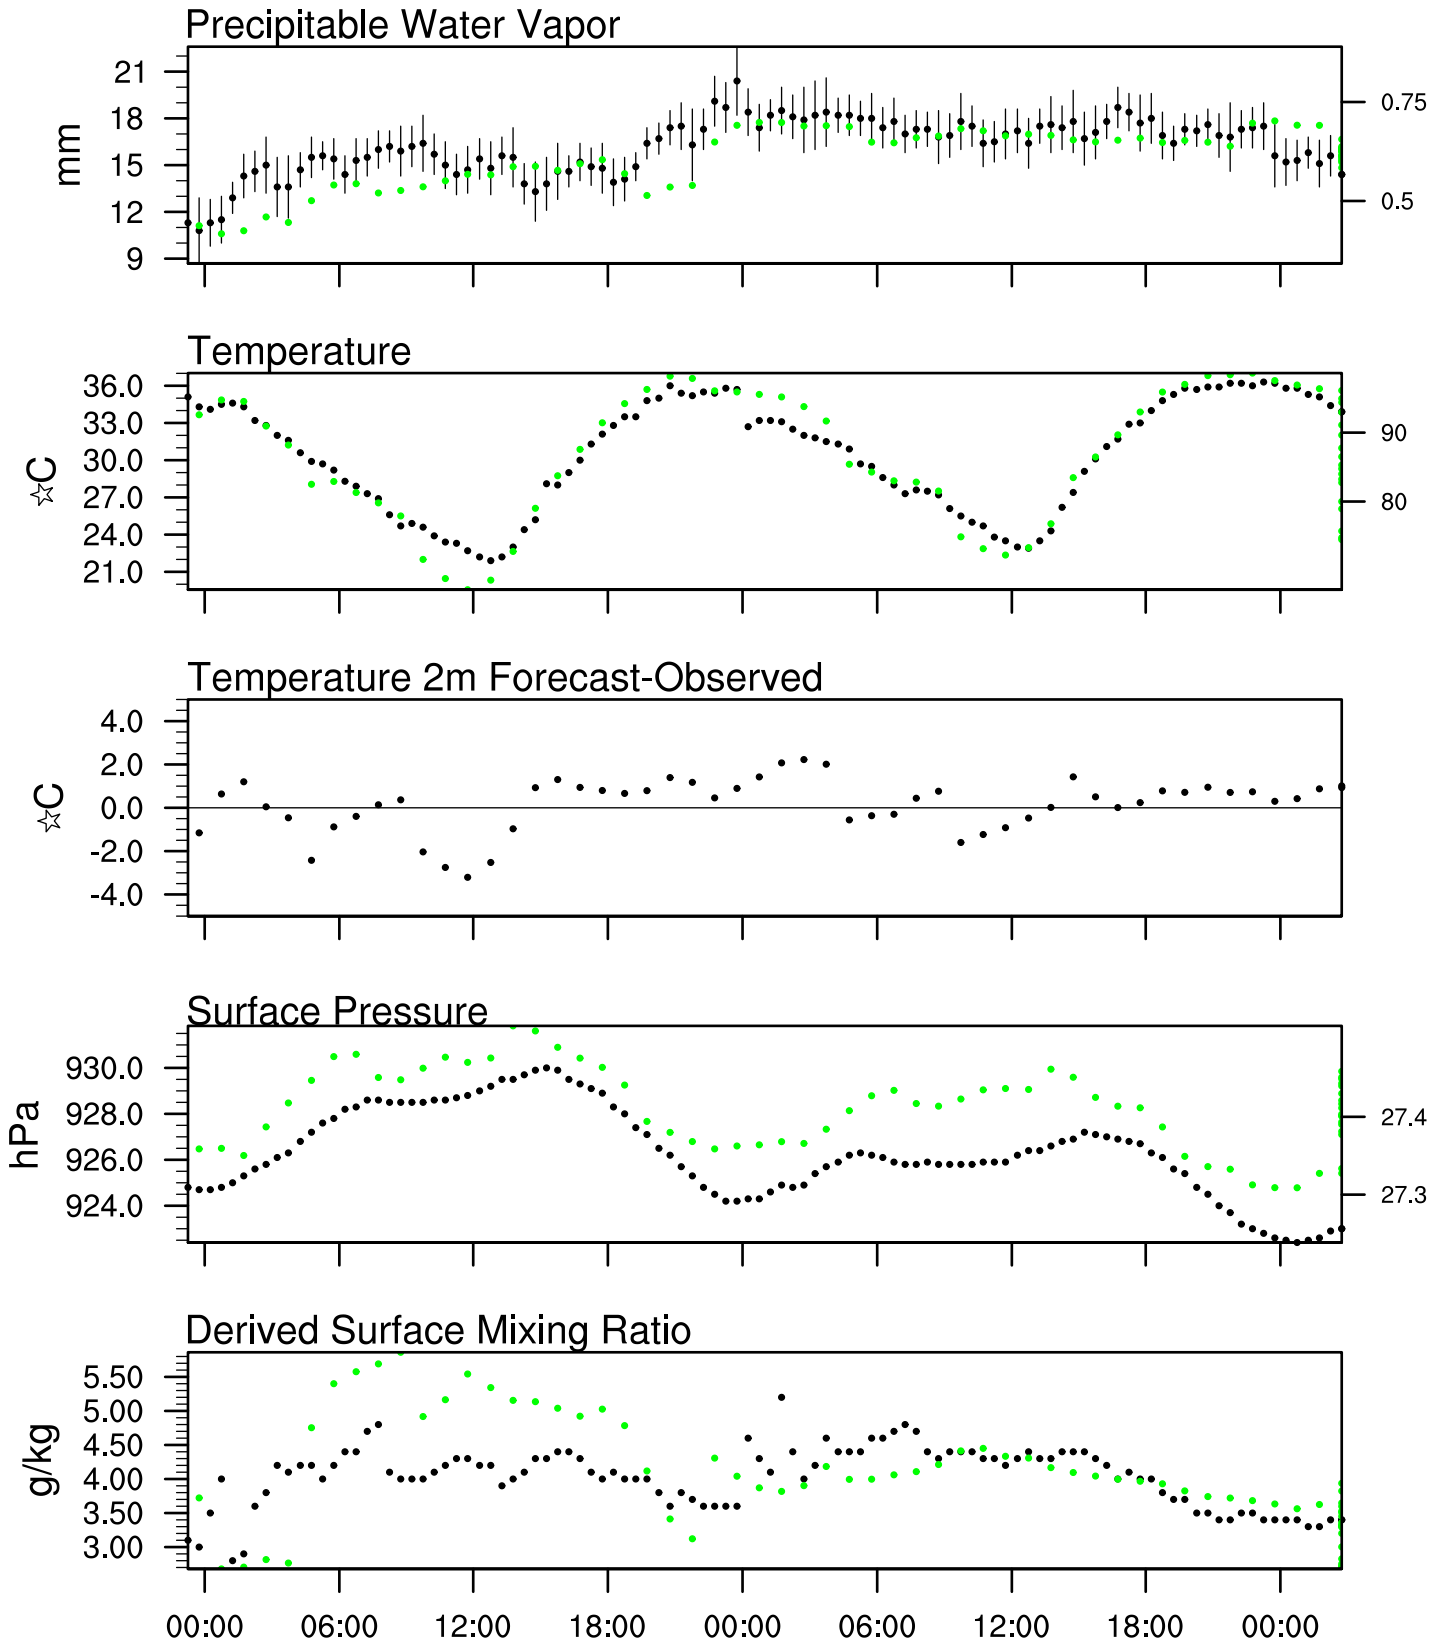 Precipitable Water Vapor
mm
21
18
15
12
9
0.75
0.5
Temperature
☆C
36.0
33.0
30.0
27.0
24.0
21.0
90
80
Temperature 2m Forecast-Observed
☆C
4.0
2.0
0.0
-2.0
-4.0
Surface Pressure
hPa
930.0
928.0
926.0
924.0
27.4
27.3
Derived Surface Mixing Ratio
g/kg
5.50
5.00
4.50
4.00
3.50
3.00
00:00 06:00 12:00 18:00 00:00 06:00 12:00 18:00 00:00